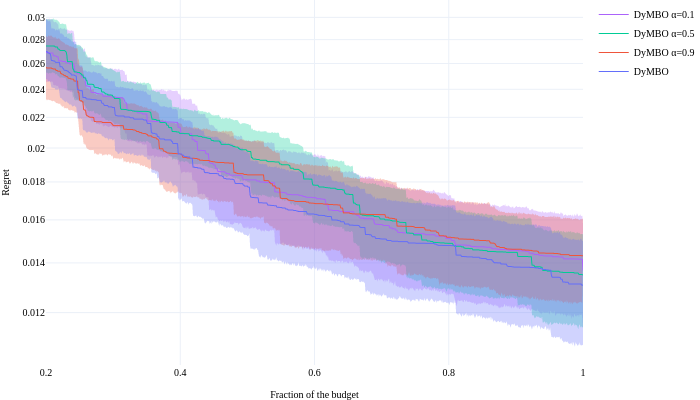 0.03
0.028
0.026
0.024
0.022
0.02
0.018
0.016
0.014
0.012
Regret
0.2
0.4
0.6
0.8
1
Fraction of the budget
DyMBO α=0.1
DyMBO α=0.5
DyMBO α=0.9
DyMBO